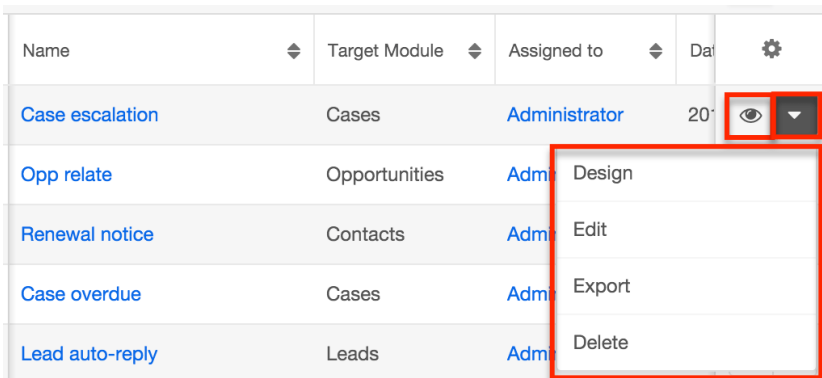 Name Target Module Assigned to Dat
Case escalation Cases Administrator 201
Opp relate Opportunities Admi
Design
Renewal notice Contacts Admi
Edit
Case overdue Cases Admi
Export
Lead auto-reply Leads Admi
Delete